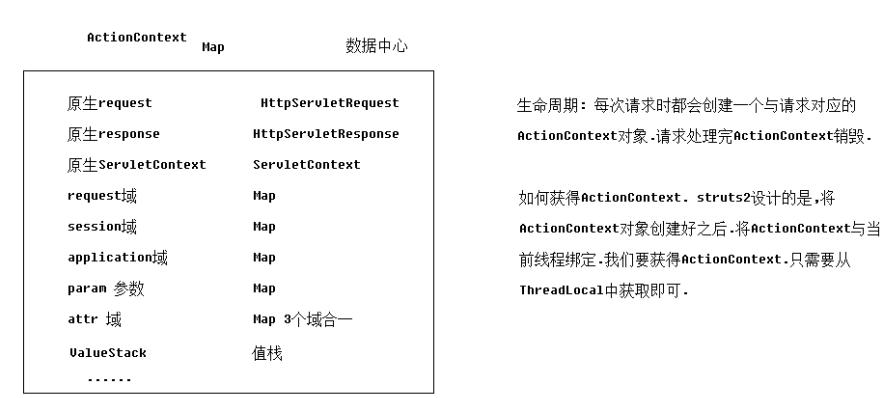 ActionContext Map 数据中心
原生request HttpServletRequest
原生response HttpServletResponse
原生ServletContext ServletContext
request域 Map
session域 Map
application域 Map
param 参数 Map
attr 域 Map 3个域合一
ValueStack 值栈
......
生命周期: 每次请求时都会创建一个与请求对应的
ActionContext对象.请求处理完ActionContext销毁.
如何获得ActionContext. struts2设计的是,将
ActionContext对象创建好之后.将ActionContext与当
前线程绑定.我们要获得ActionContext.只需要从
ThreadLocal中获取即可.